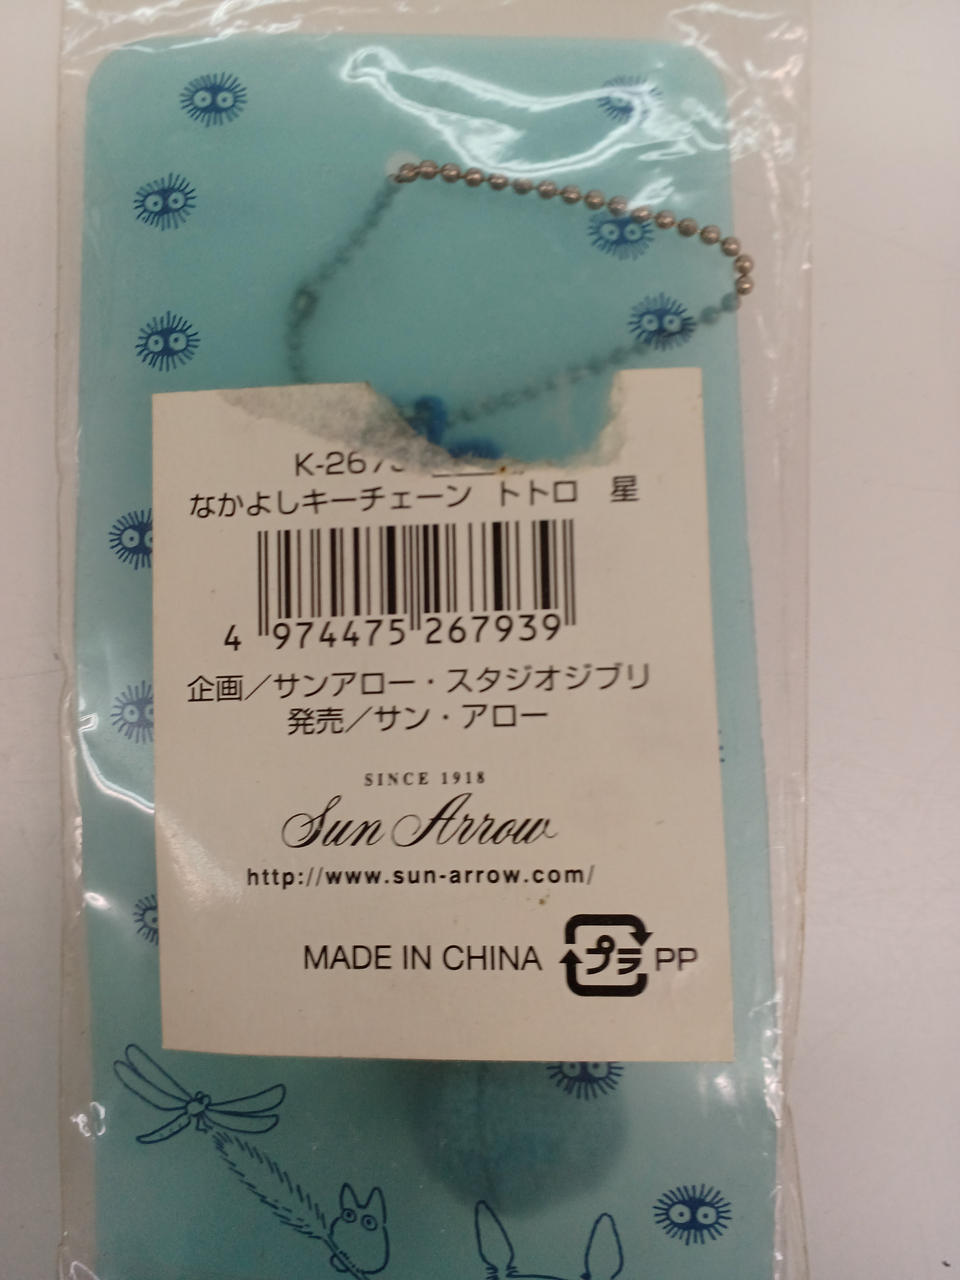 なかよしキーチェーン トトロ 星
4 974475 267939
企画／サンアロー・スタジオジブリ
発売／サン・アロー
SINCE 1918
Sun Arrow
http://www.sun-arrow.com/
MADE IN CHINA プラ PP